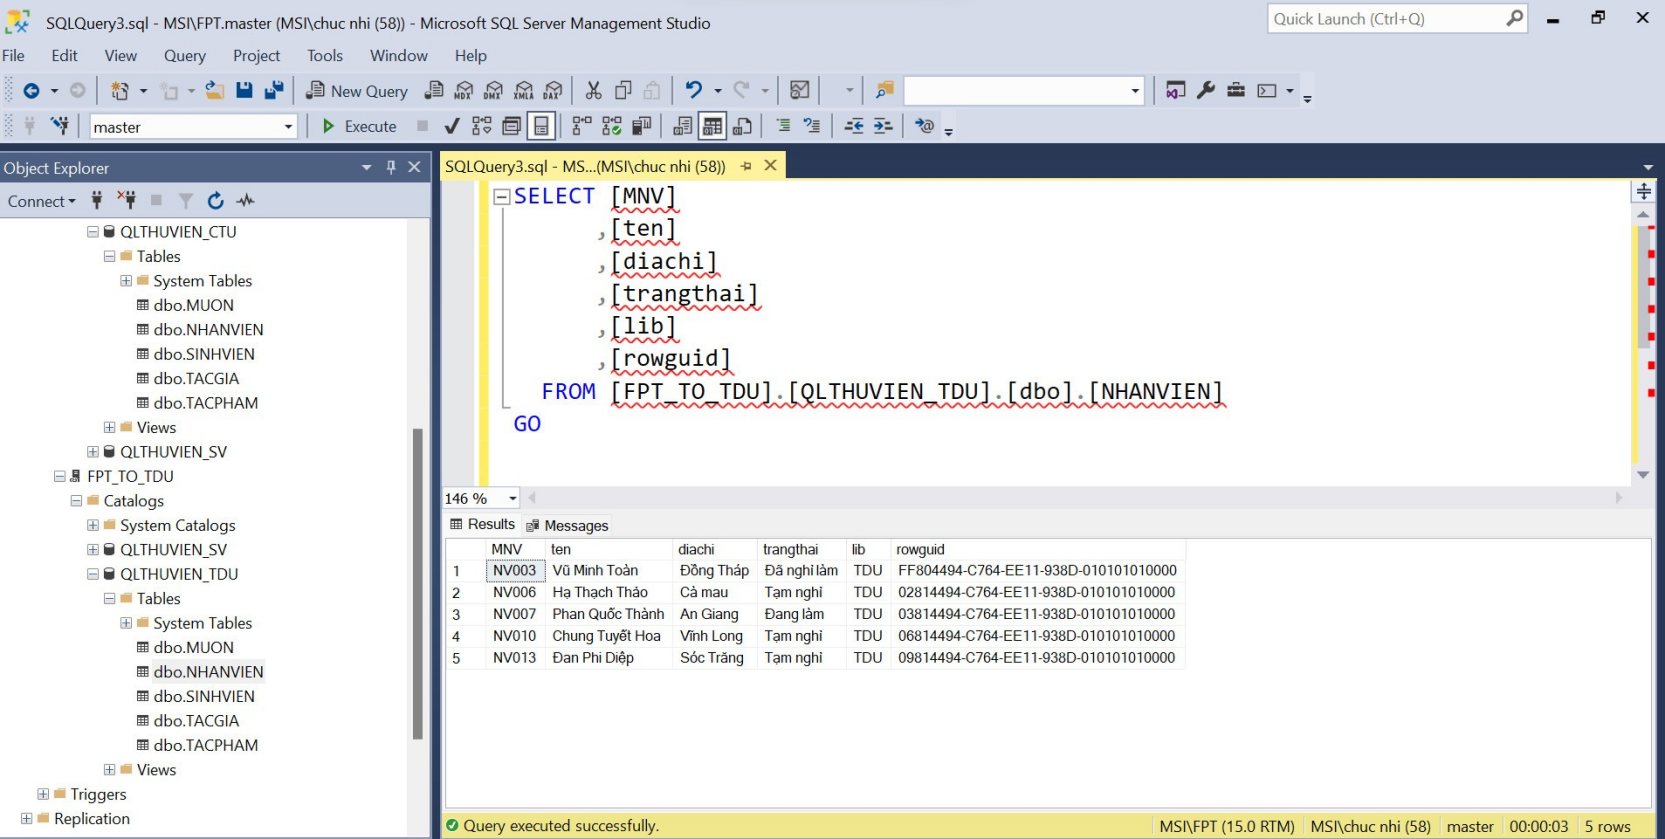 SQLQuery3.sql - MSI\FPT.master (MSI\chuc nhi (58)) - Microsoft SQL Server Management Studio
Quick Launch (Ctrl+Q)
File Edit View Query Project Tools Window Help
New Query MDX DMX XMLA DAX
master Execute
Object Explorer
SQLQuery3.sql - MS...(MSI\chuc nhi (58))
Connect
QLTHUVIEN_CTU
Tables
System Tables
dbo.MUON
dbo.NHANVIEN
dbo.SINHVIEN
dbo.TACGIA
dbo.TACPHAM
Views
QLTHUVIEN_SV
FPT_TO_TDU
Catalogs
System Catalogs
QLTHUVIEN_SV
QLTHUVIEN_TDU
Tables
System Tables
dbo.MUON
dbo.NHANVIEN
dbo.SINHVIEN
dbo.TACGIA
dbo.TACPHAM
Views
Triggers
Replication
SELECT [MNV]
,[ten]
,[diachi]
,[trangthai]
,[lib]
,[rowguid]
FROM [FPT_TO_TDU].[QLTHUVIEN_TDU].[dbo].[NHANVIEN]
GO
146 %
Results Messages
MNV ten diachi trangthai lib rowguid
1 NV003 Vũ Minh Toàn Đồng Tháp Đã nghỉ làm TDU FF804494-C764-EE11-938D-010101010000
2 NV006 Hạ Thạch Thảo Cà mau Tạm nghỉ TDU 02814494-C764-EE11-938D-010101010000
3 NV007 Phan Quốc Thành An Giang Đang làm TDU 03814494-C764-EE11-938D-010101010000
4 NV010 Chung Tuyết Hoa Vĩnh Long Tạm nghỉ TDU 06814494-C764-EE11-938D-010101010000
5 NV013 Đan Phi Diệp Sóc Trăng Tạm nghỉ TDU 09814494-C764-EE11-938D-010101010000
Query executed successfully.
MSI\FPT (15.0 RTM) MSI\chuc nhi (58) master 00:00:03 5 rows